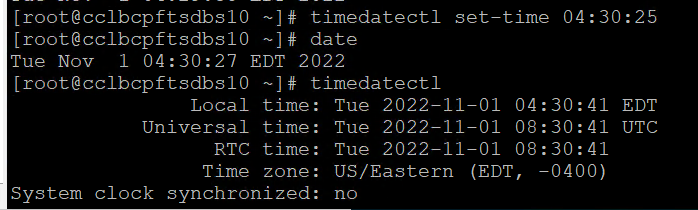 [root@cclbcpftsdbs10 ~]# timedatectl set-time 04:30:25
[root@cclbcpftsdbs10 ~]# date
Tue Nov  1 04:30:27 EDT 2022
[root@cclbcpftsdbs10 ~]# timedatectl
Local time: Tue 2022-11-01 04:30:41 EDT
Universal time: Tue 2022-11-01 08:30:41 UTC
RTC time: Tue 2022-11-01 08:30:41
Time zone: US/Eastern (EDT, -0400)
System clock synchronized: no